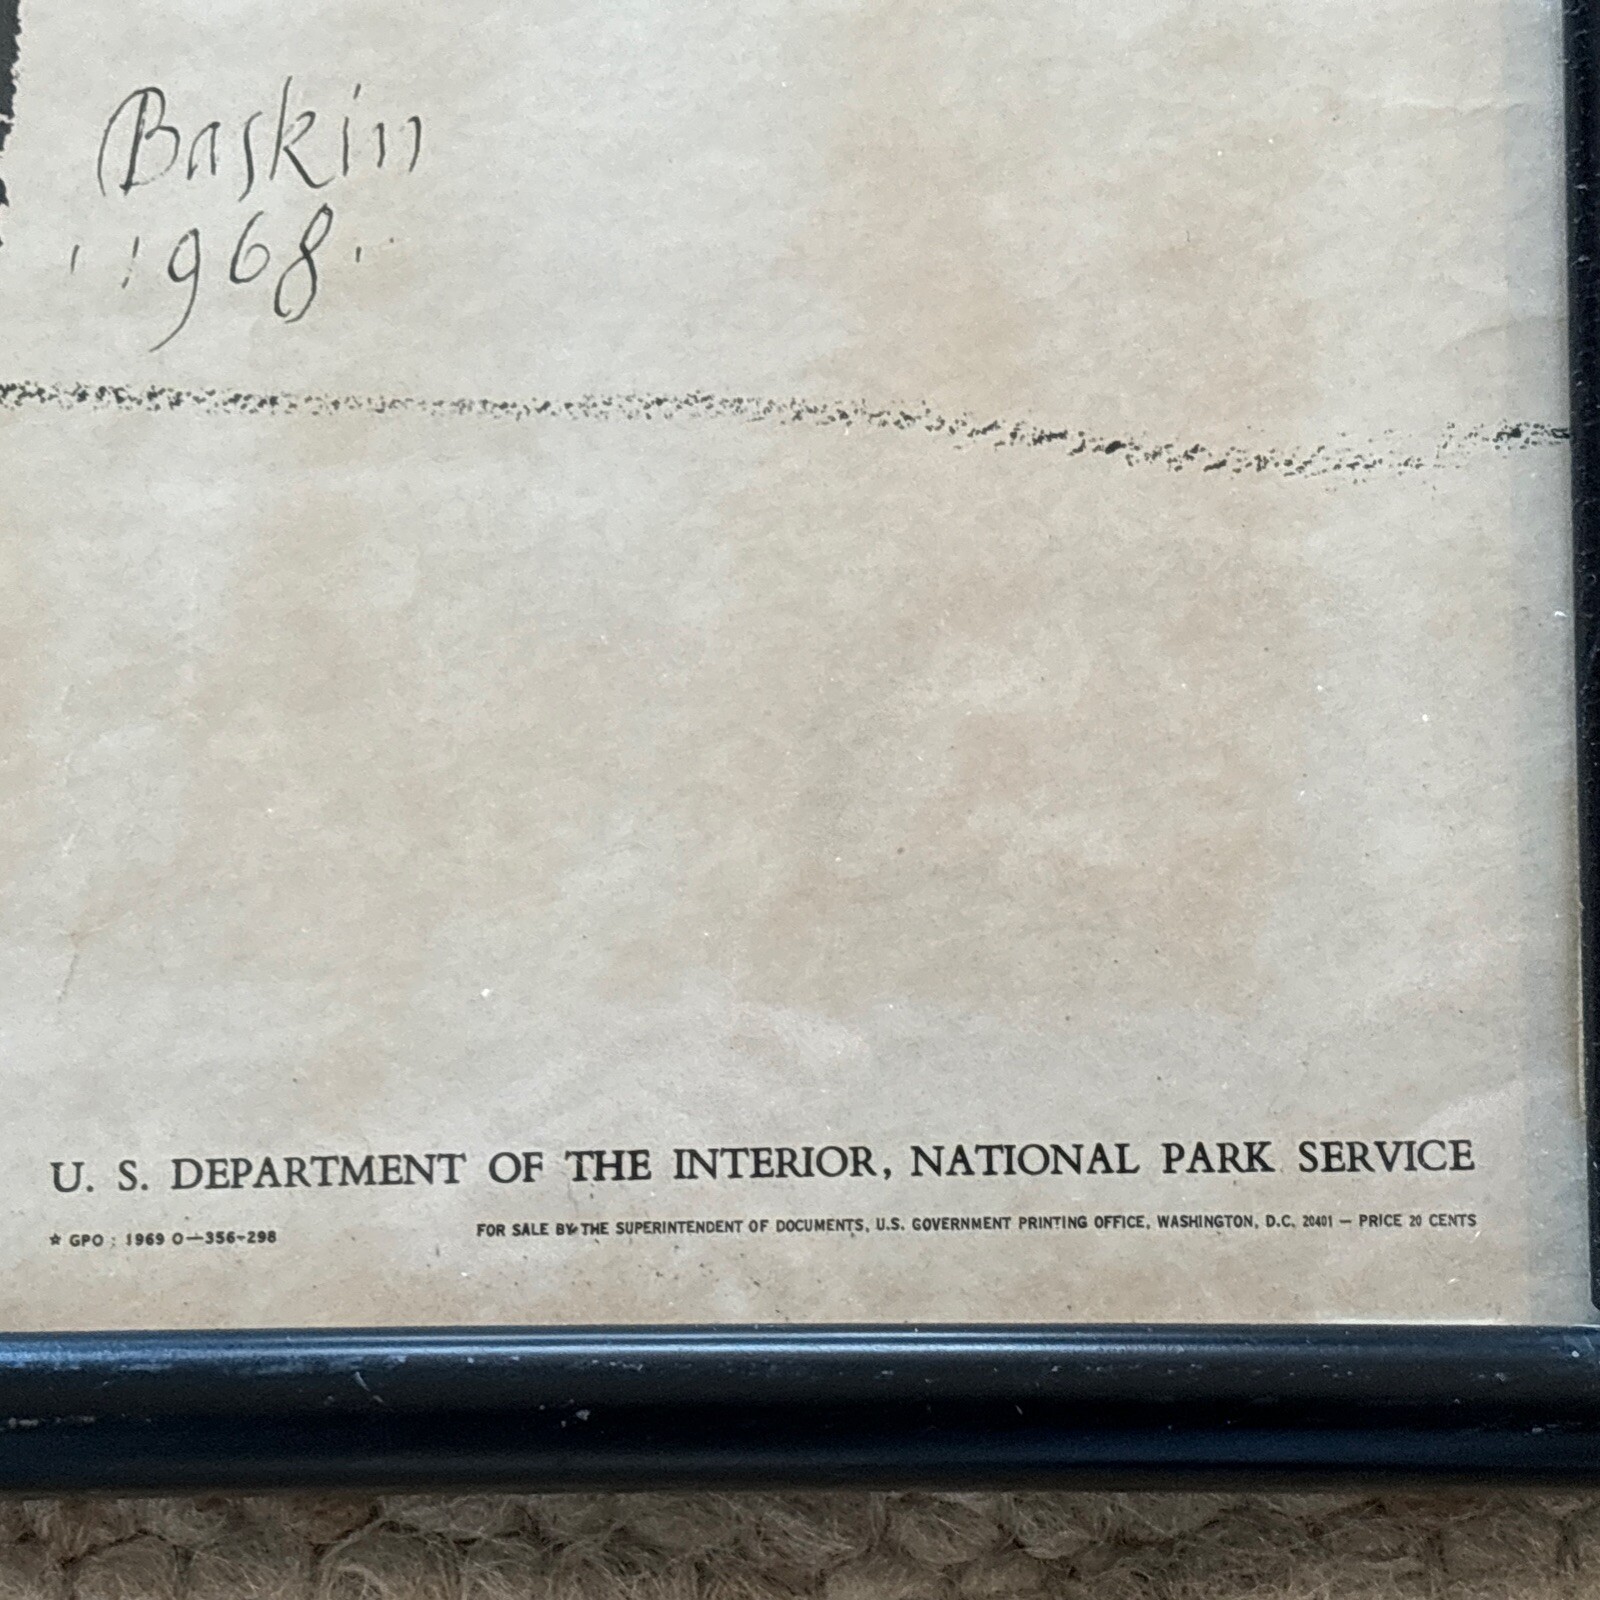 Baskin
1968.
U. S. DEPARTMENT OF THE INTERIOR, NATIONAL PARK SERVICE
☆ GPO : 1969 O—356-298
FOR SALE BY THE SUPERINTENDENT OF DOCUMENTS, U.S. GOVERNMENT PRINTING OFFICE, WASHINGTON, D.C. 20401 — PRICE 20 CENTS